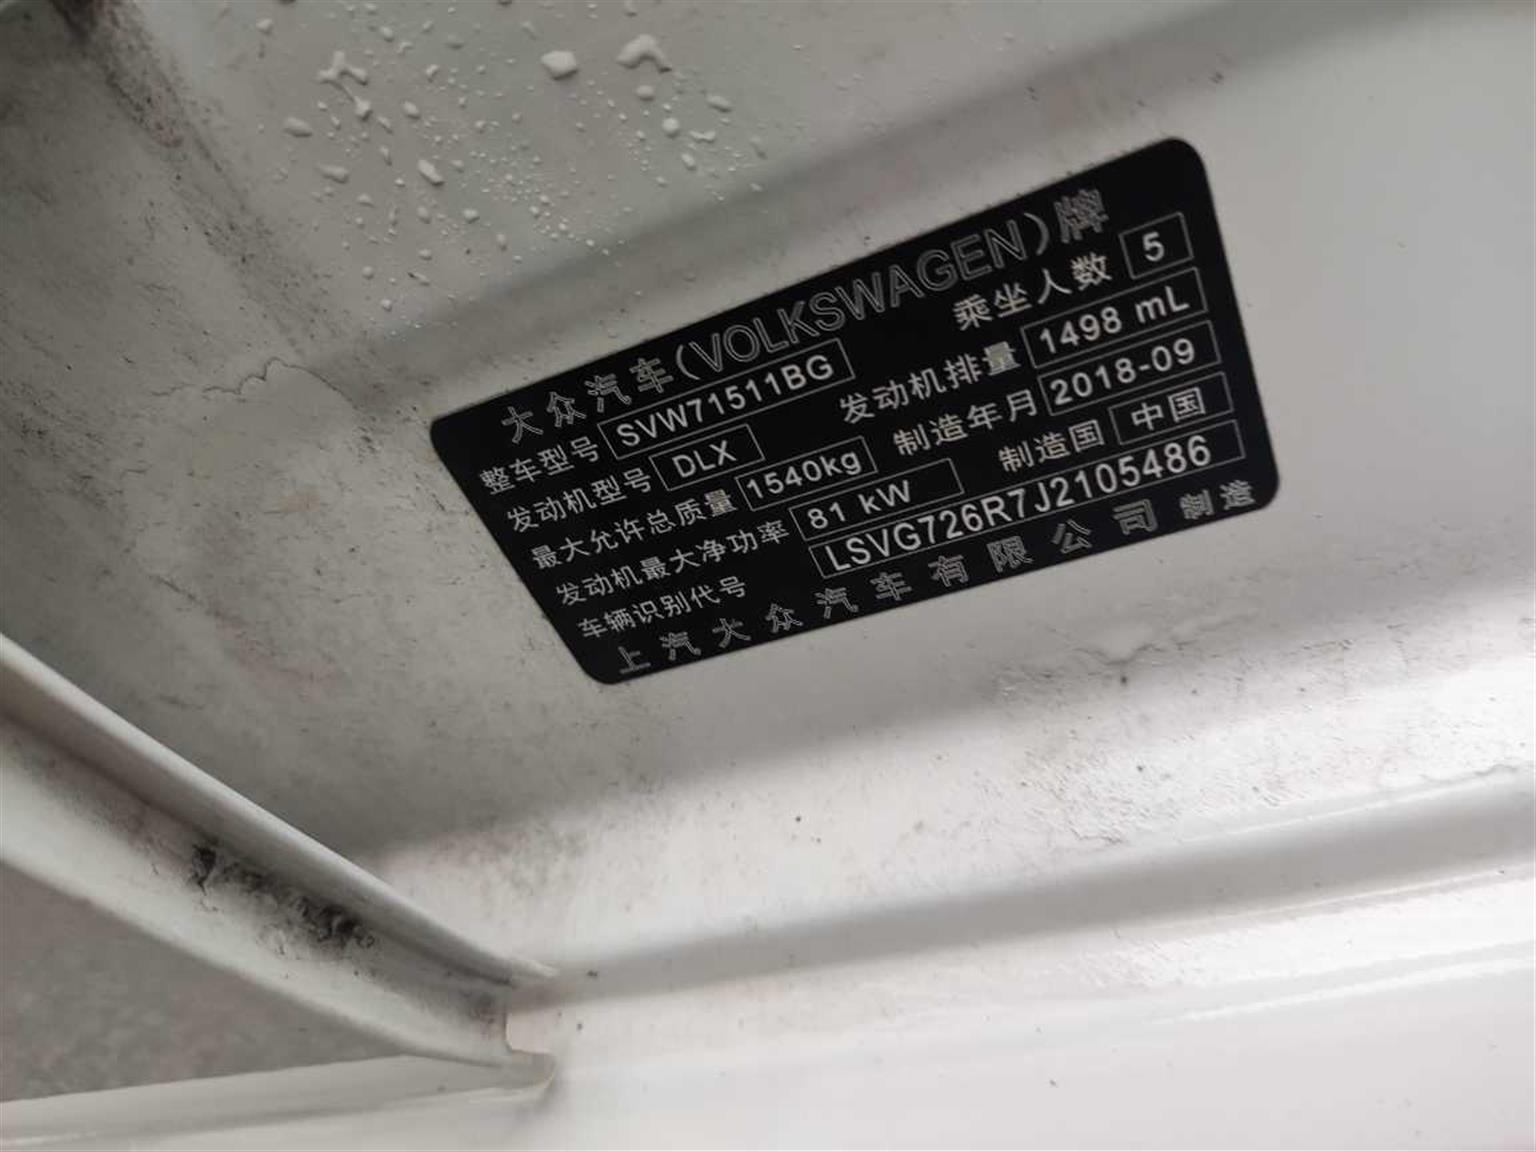 大众汽车(VOLKSWAGEN)牌
整车型号 SVW71511BG 乘坐人数 5
发动机型号 DLX 发动机排量 1498 mL
最大允许总质量 1540kg 制造年月 2018-09
发动机最大净功率 81 kW 制造国 中国
车辆识别代号 LSVG726R7J2105486
上汽大众汽车有限公司 制造